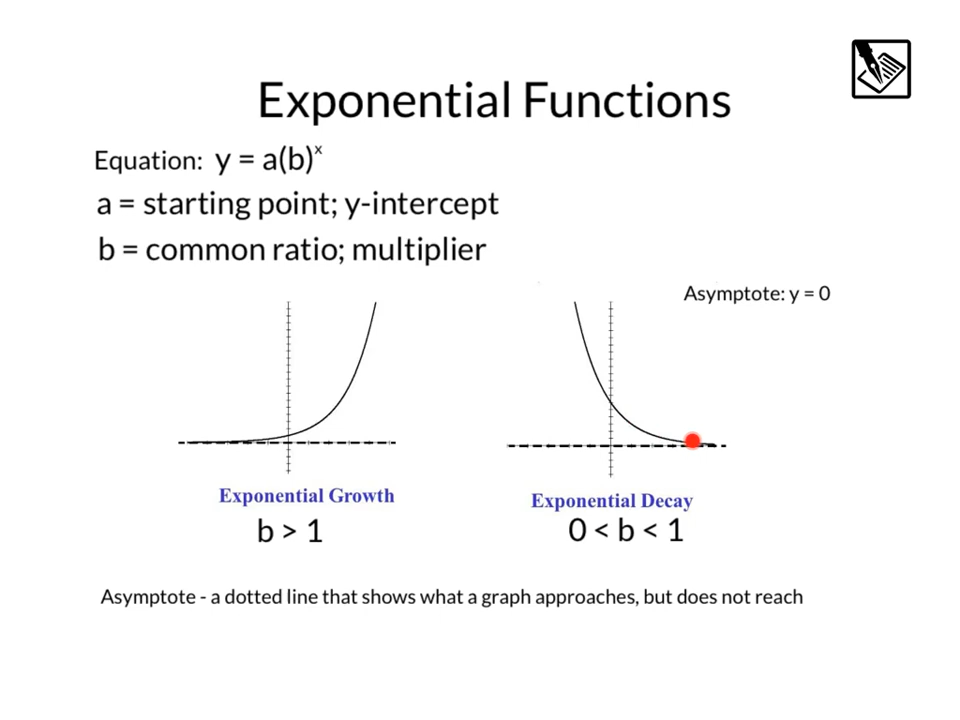 Exponential Functions
Equation: y = a(b)ˣ
a = starting point; y-intercept
b = common ratio; multiplier
Asymptote: y = 0
Exponential Growth
b > 1
Exponential Decay
0 < b < 1
Asymptote - a dotted line that shows what a graph approaches, but does not reach